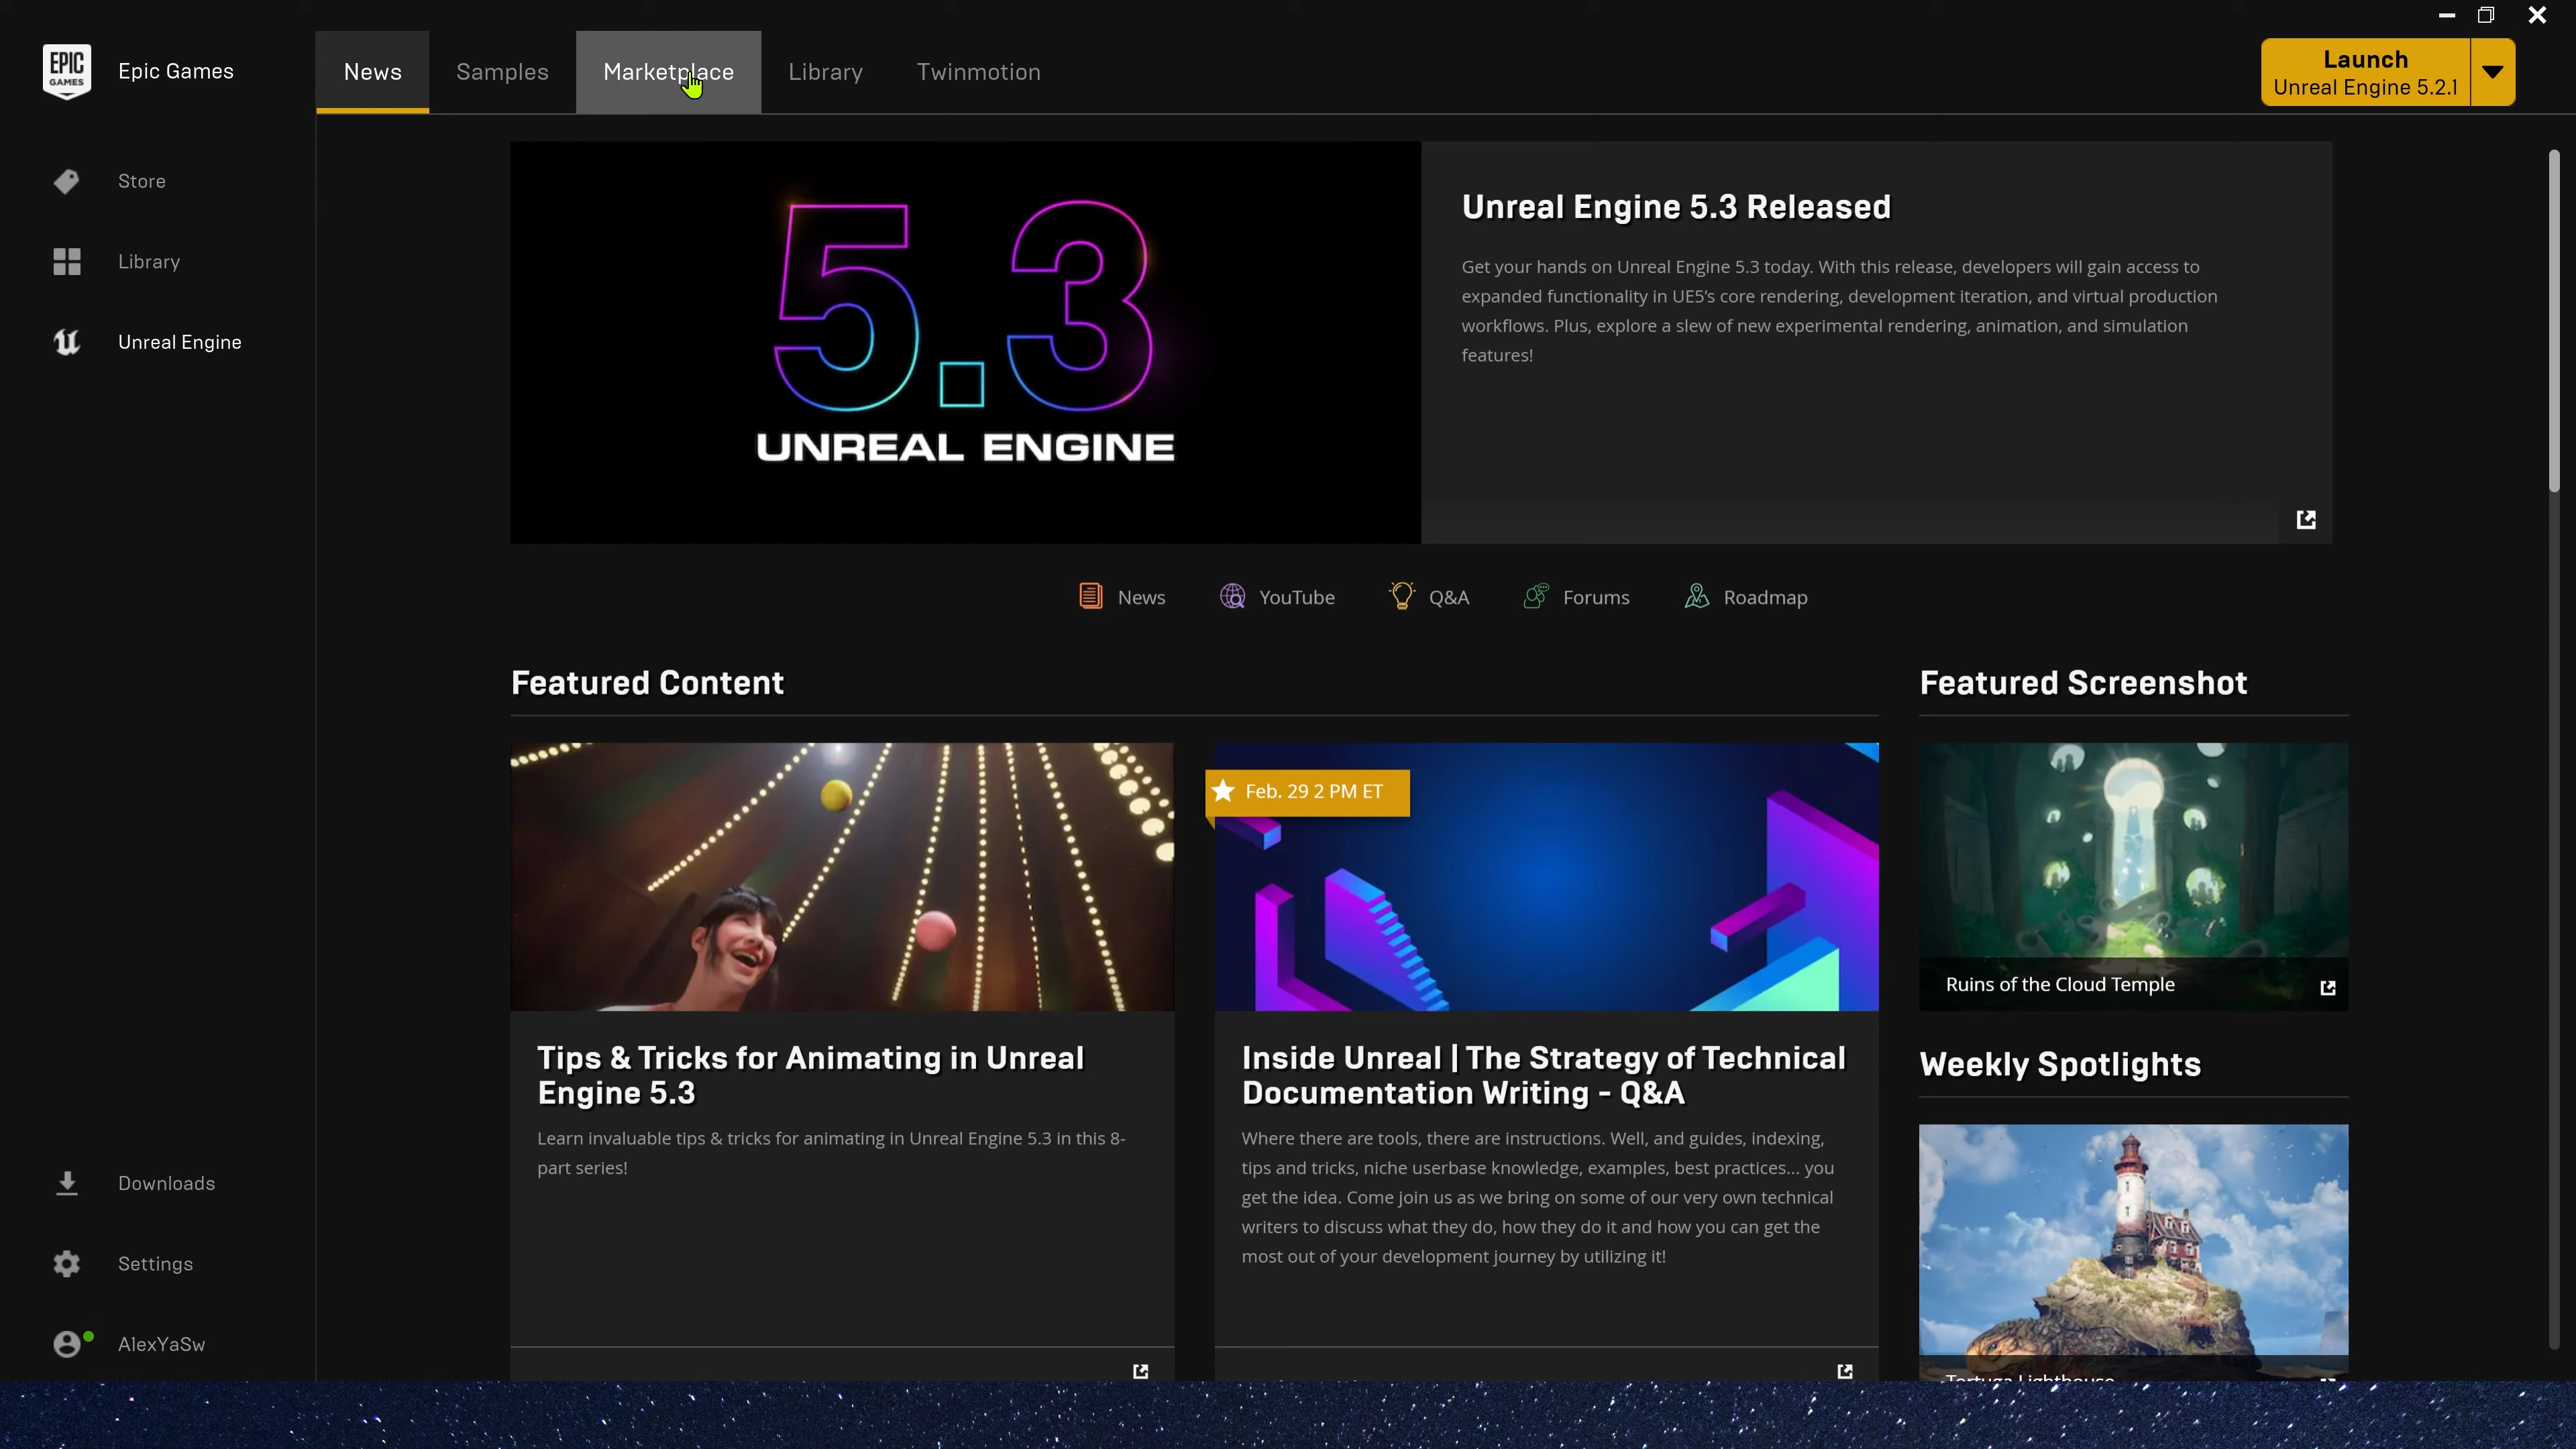 EPIC GAMES
Epic Games
News
Samples
Marketplace
Library
Twinmotion
Launch
Unreal Engine 5.2.1
Store
Library
Unreal Engine
Downloads
Settings
AlexYaSw
5.3
UNREAL ENGINE
Unreal Engine 5.3 Released
Get your hands on Unreal Engine 5.3 today. With this release, developers will gain access to
expanded functionality in UE5's core rendering, development iteration, and virtual production
workflows. Plus, explore a slew of new experimental rendering, animation, and simulation
features!
News
YouTube
Q&A
Forums
Roadmap
Featured Content
Tips & Tricks for Animating in Unreal
Engine 5.3
Learn invaluable tips & tricks for animating in Unreal Engine 5.3 in this 8-
part series!
Feb. 29 2 PM ET
Inside Unreal | The Strategy of Technical
Documentation Writing - Q&A
Where there are tools, there are instructions. Well, and guides, indexing,
tips and tricks, niche userbase knowledge, examples, best practices... you
get the idea. Come join us as we bring on some of our very own technical
writers to discuss what they do, how they do it and how you can get the
most out of your development journey by utilizing it!
Featured Screenshot
Ruins of the Cloud Temple
Weekly Spotlights
Tortuga Lighthouse